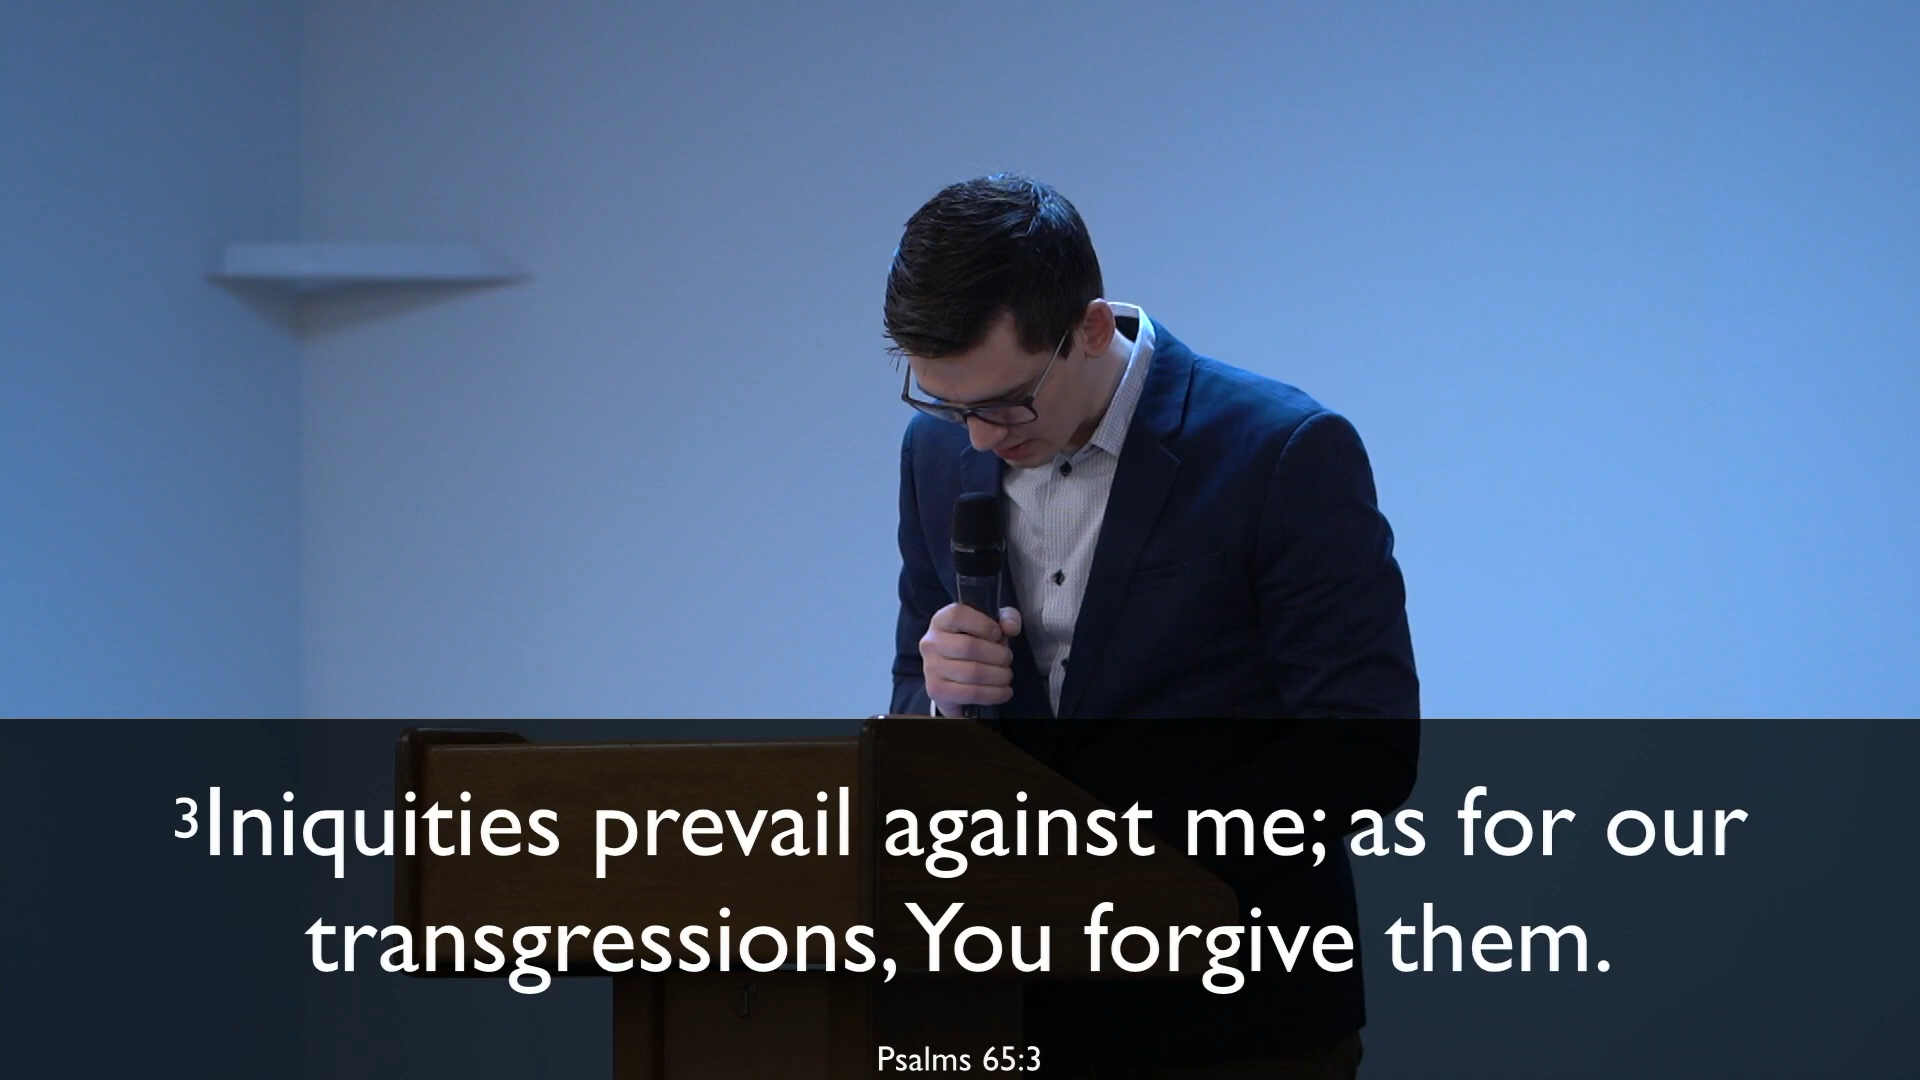 ³Iniquities prevail against me; as for our
transgressions, You forgive them.
Psalms 65:3